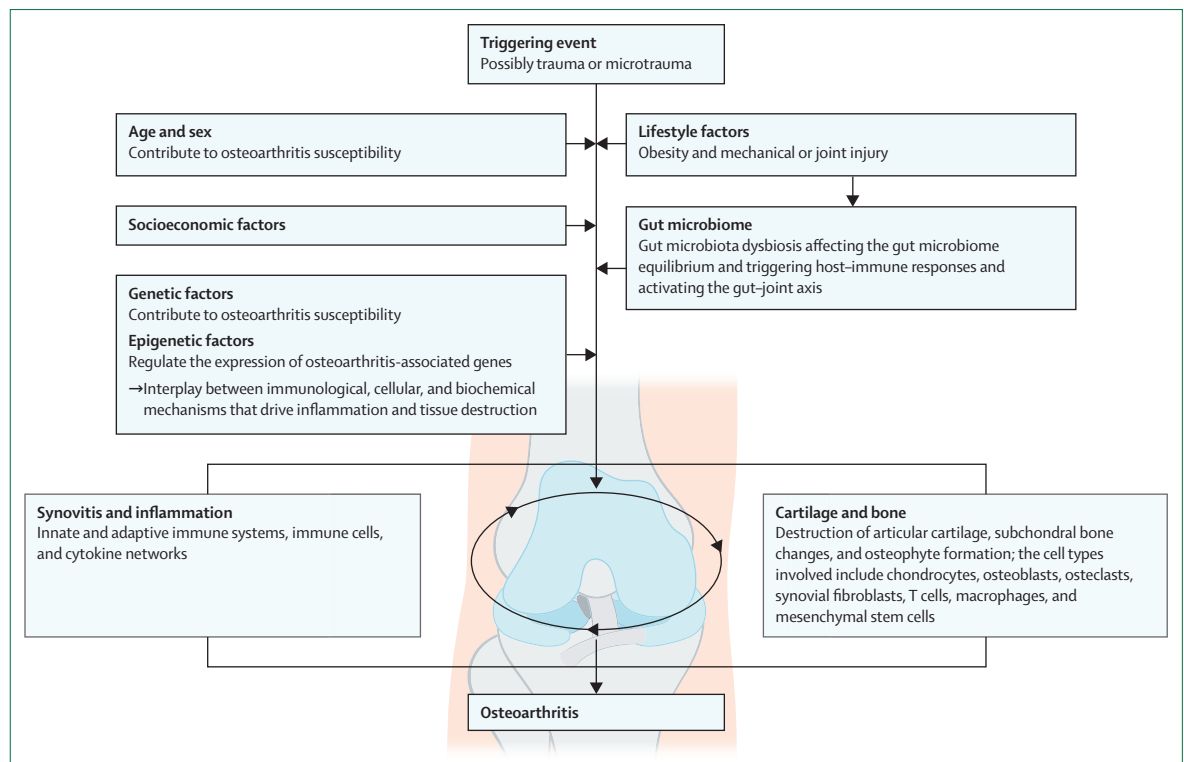 Triggering event
Possibly trauma or microtrauma
Age and sex
Contribute to osteoarthritis susceptibility
Lifestyle factors
Obesity and mechanical or joint injury
Socioeconomic factors
Gut microbiome
Gut microbiota dysbiosis affecting the gut microbiome
equilibrium and triggering host–immune responses and
activating the gut–joint axis
Genetic factors
Contribute to osteoarthritis susceptibility
Epigenetic factors
Regulate the expression of osteoarthritis-associated genes
→Interplay between immunological, cellular, and biochemical
mechanisms that drive inflammation and tissue destruction
Synovitis and inflammation
Innate and adaptive immune systems, immune cells,
and cytokine networks
Cartilage and bone
Destruction of articular cartilage, subchondral bone
changes, and osteophyte formation; the cell types
involved include chondrocytes, osteoblasts, osteclasts,
synovial fibroblasts, T cells, macrophages, and
mesenchymal stem cells
Osteoarthritis